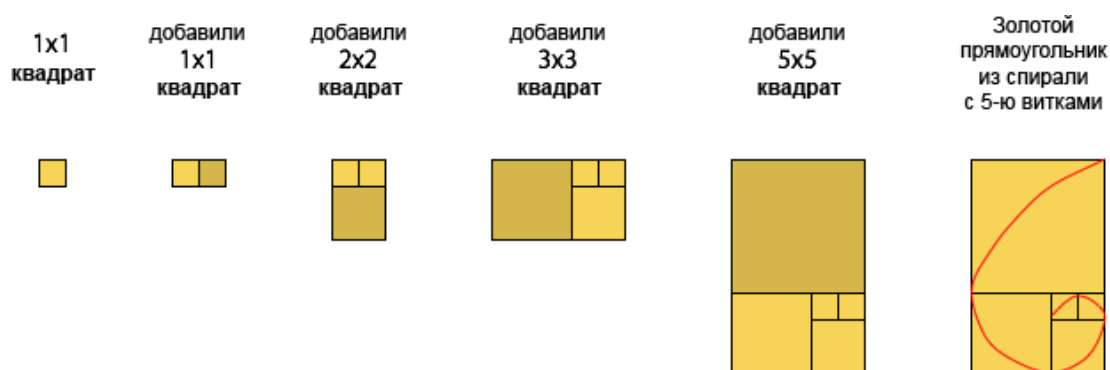 1x1
квадрат
добавили
1x1
квадрат
добавили
2x2
квадрат
добавили
3x3
квадрат
добавили
5x5
квадрат
Золотой
прямоугольник
из спирали
с 5-ю витками